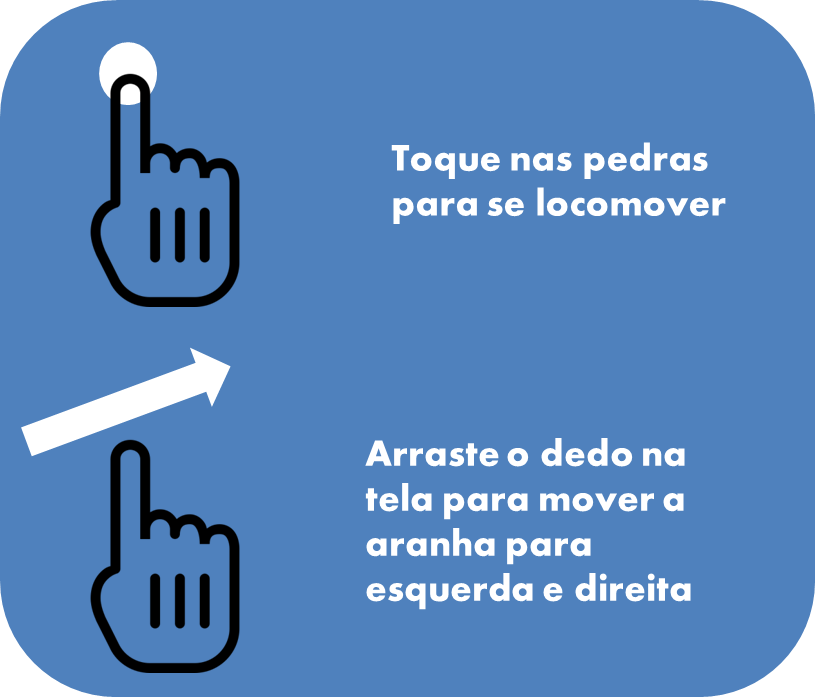 Toque nas pedras
para se locomover
Arraste o dedo na
tela para mover a
aranha para
esquerda e direita